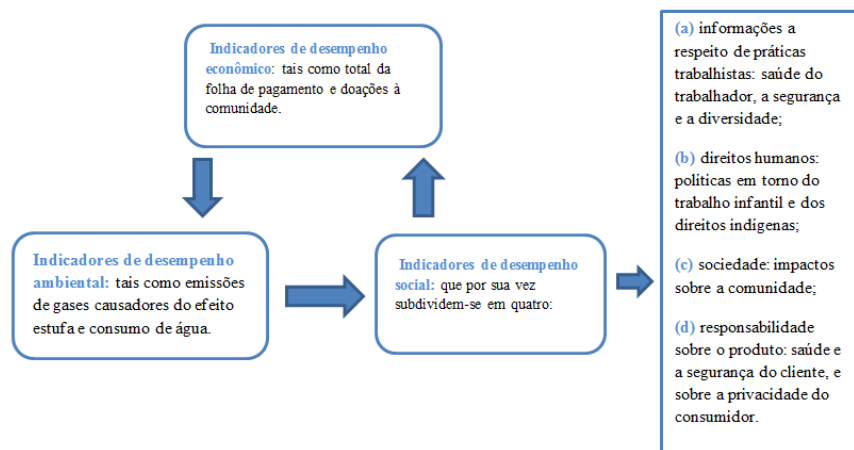 Indicadores de desempenho
econômico: tais como total da
folha de pagamento e doações à
comunidade.
Indicadores de desempenho
ambiental: tais como emissões
de gases causadores do efeito
estufa e consumo de água.
Indicadores de desempenho
social: que por sua vez
subdividem-se em quatro:
(a) informações a
respeito de práticas
trabalhistas: saúde do
trabalhador, a segurança
e a diversidade;
(b) direitos humanos:
politicas em torno do
trabalho infantil e dos
direitos indigenas;
(c) sociedade: impactos
sobre a comunidade;
(d) responsabilidade
sobre o produto: saúde e
a segurança do cliente, e
sobre a privacidade do
consumidor.